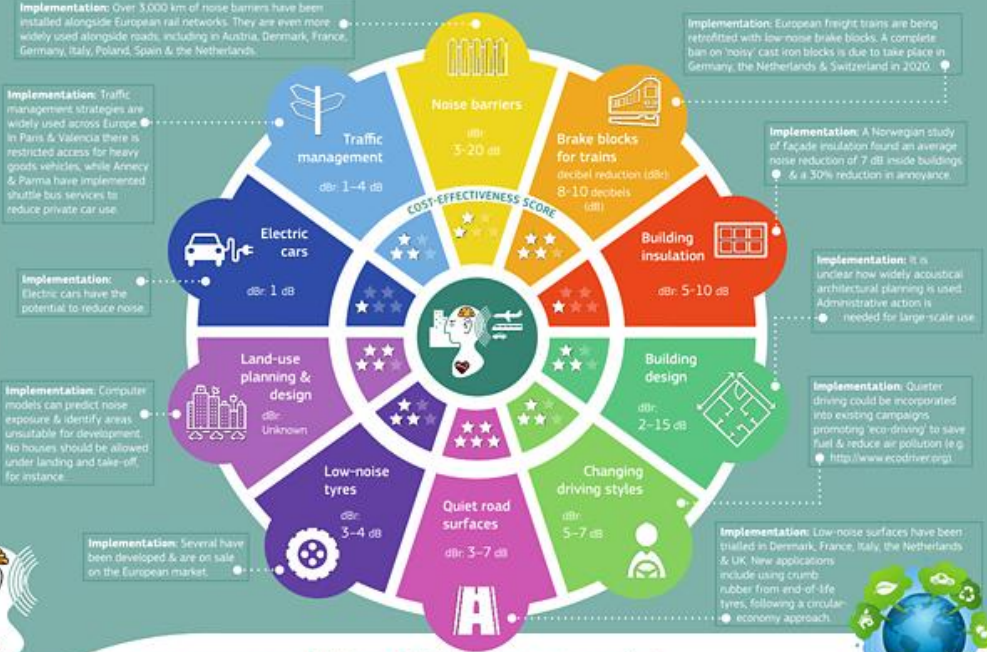 Implementation: Over 3,000 km of noise barriers have been
installed alongside European rail networks. They are even more
widely used alongside roads, including in Austria, Denmark, France,
Germany, Italy, Poland, Spain & the Netherlands.
Implementation: European freight trains are being
retrofitted with low-noise brake blocks. A complete
ban on 'noisy' cast iron blocks is due to take place in
Germany, the Netherlands & Switzerland in 2020.
Implementation: Traffic
management strategies are
widely used across Europe.
In Paris & Valencia there is
restricted access for heavy
goods vehicles, while Annecy
& Parma have implemented
shuttle bus services to
reduce private car use.
Noise barriers
dBr:
3-20 dB
Traffic
management
dBr: 1-4 dB
Brake blocks
for trains
decibel reduction (dBr):
8-10 decibels
(dB)
Implementation: A Norwegian study
of façade insulation found an average
noise reduction of 7 dB inside buildings
& a 30% reduction in annoyance.
COST-EFFECTIVENESS SCORE
Electric
cars
dBr: 1 dB
Building
insulation
dBr: 5-10 dB
Implementation:
Electric cars have the
potential to reduce noise.
Implementation: It is
unclear how widely acoustical
architectural planning is used.
Administrative action is
needed for large-scale use.
Land-use
planning &
design
dBr:
Unknown
Building
design
dBr:
2-15 dB
Implementation: Computer
models can predict noise
exposure & identify areas
unsuitable for development.
No houses should be allowed
under landing and take-off,
for instance.
Implementation: Quieter
driving could be incorporated
into existing campaigns
promoting 'eco-driving' to save
fuel & reduce air pollution (e.g.
http://www.ecodriver.org).
Low-noise
tyres
dBr:
3-4 dB
Quiet road
surfaces
dBr: 3-7 dB
Changing
driving styles
dBr:
5-7 dB
Implementation: Several have
been developed & are on sale
on the European market.
Implementation: Low-noise surfaces have been
trialled in Denmark, France, Italy, the Netherlands
& UK. New applications
include using crumb
rubber from end-of-life
tyres, following a circular-
economy approach.